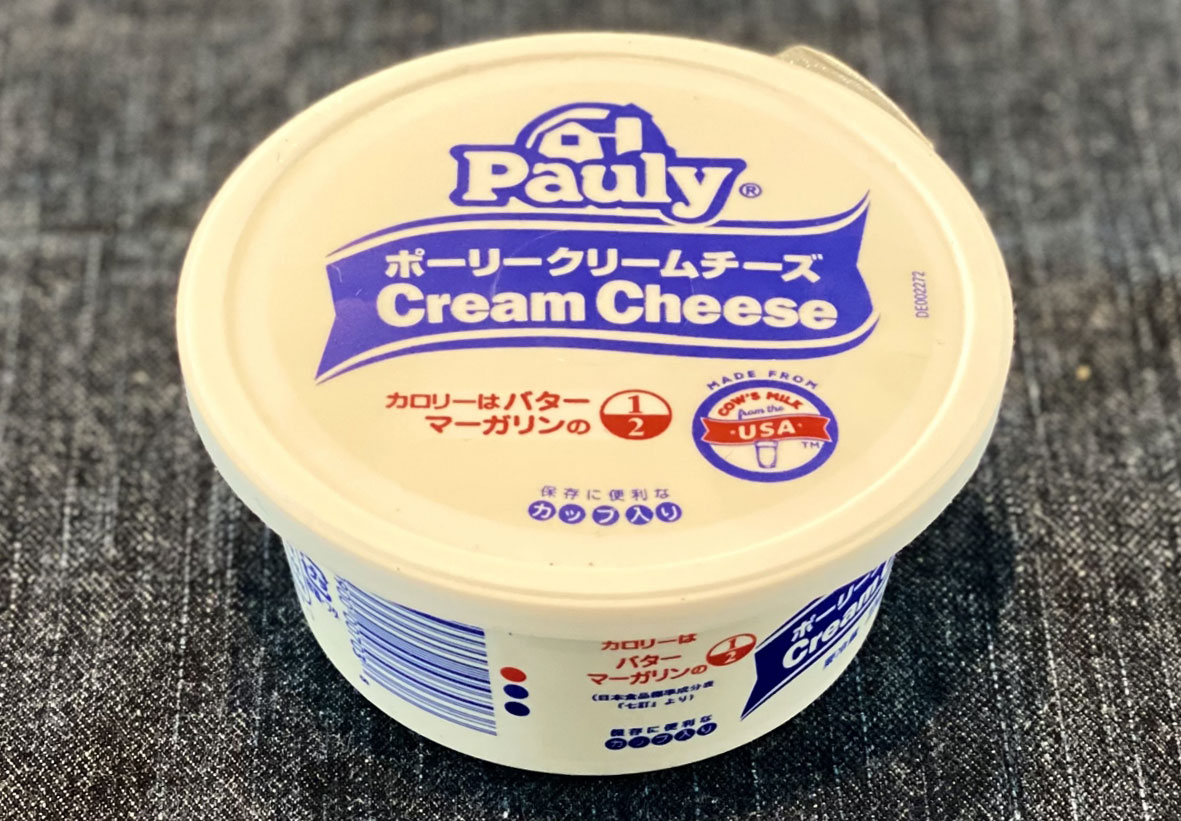 Pauly®
ポーリークリームチーズ
Cream Cheese
DE002272
カロリーはバター
マーガリンの 1/2
MADE FROM
COW'S MILK
from the
USA
TM
保存に便利な
カップ入り
カロリーは
バター
マーガリンの 1/2
(日本食品標準成分表
「七訂」より)
保存に便利な
カップ入り
ポーリーク
Cream